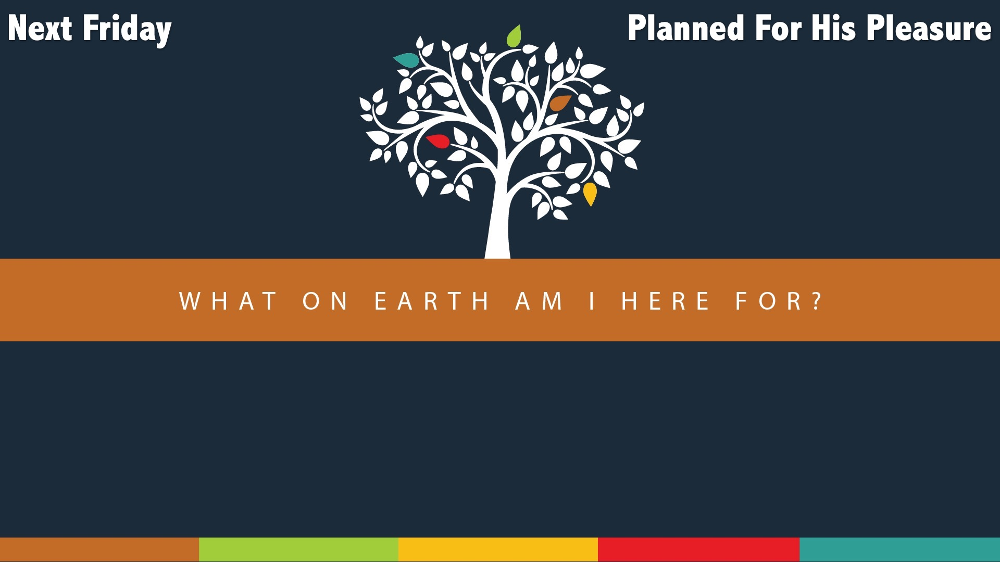 Next Friday
Planned For His Pleasure
WHAT ON EARTH AM I HERE FOR?